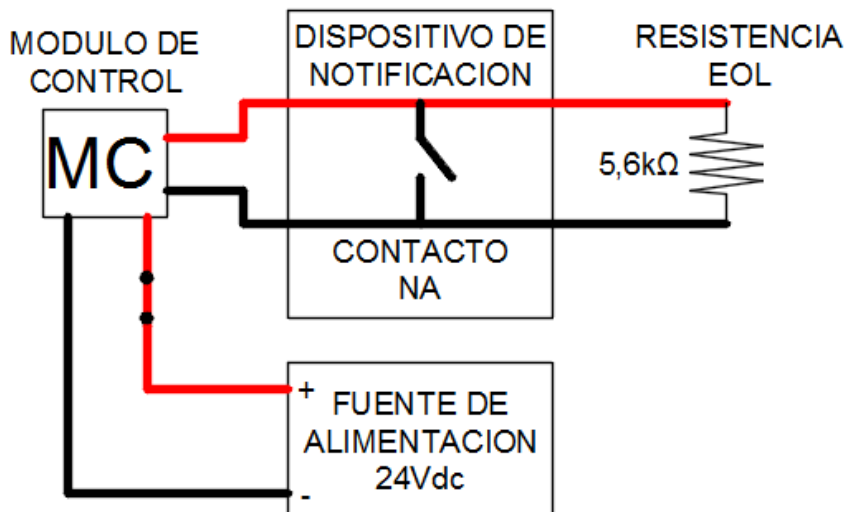 MODULO DE
CONTROL
MC
DISPOSITIVO DE
NOTIFICACION
CONTACTO
NA
RESISTENCIA
EOL
5,6kΩ
+
FUENTE DE
ALIMENTACION
24Vdc
-